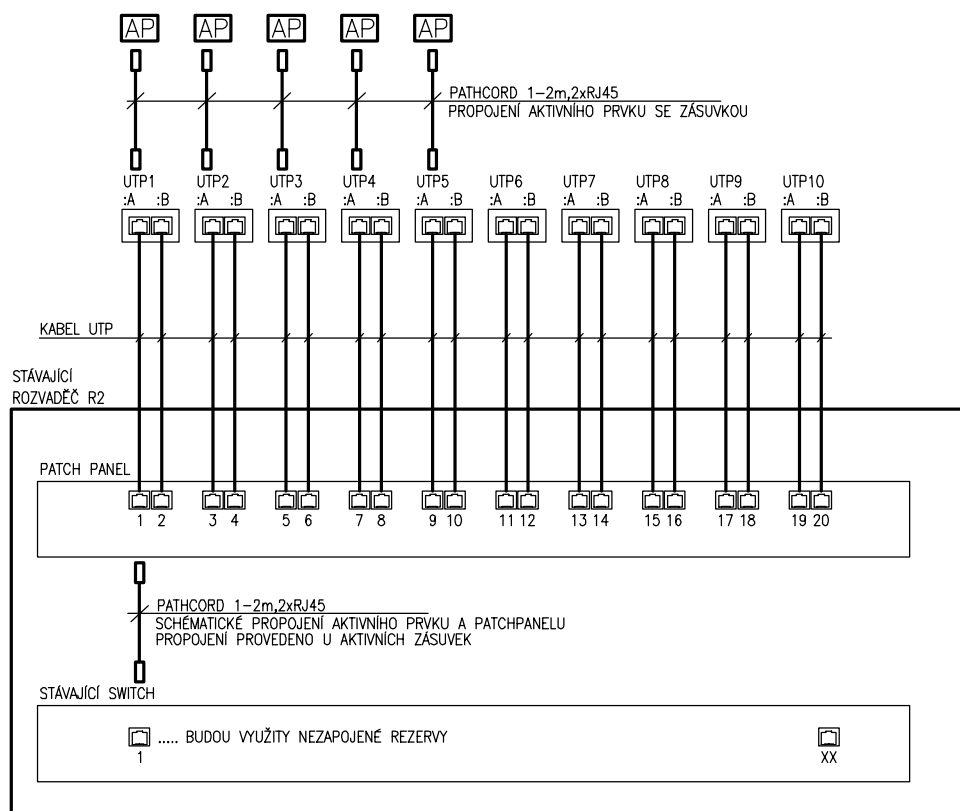 AP AP AP AP AP
PATHCORD 1-2m,2xRJ45
PROPOJENÍ AKTIVNÍHO PRVKU SE ZÁSUVKOU
UTP1 UTP2 UTP3 UTP4 UTP5 UTP6 UTP7 UTP8 UTP9 UTP10
:A :B :A :B :A :B :A :B :A :B :A :B :A :B :A :B :A :B :A :B
KABEL UTP
STÁVAJÍCÍ
ROZVADĚČ R2
PATCH PANEL
1 2 3 4 5 6 7 8 9 10 11 12 13 14 15 16 17 18 19 20
PATHCORD 1-2m,2xRJ45
SCHÉMATICKÉ PROPOJENÍ AKTIVNÍHO PRVKU A PATCHPANELU
PROPOJENÍ PROVEDENO U AKTIVNÍCH ZÁSUVEK
STÁVAJÍCÍ SWITCH
..... BUDOU VYUŽITY NEZAPOJENÉ REZERVY
1 XX